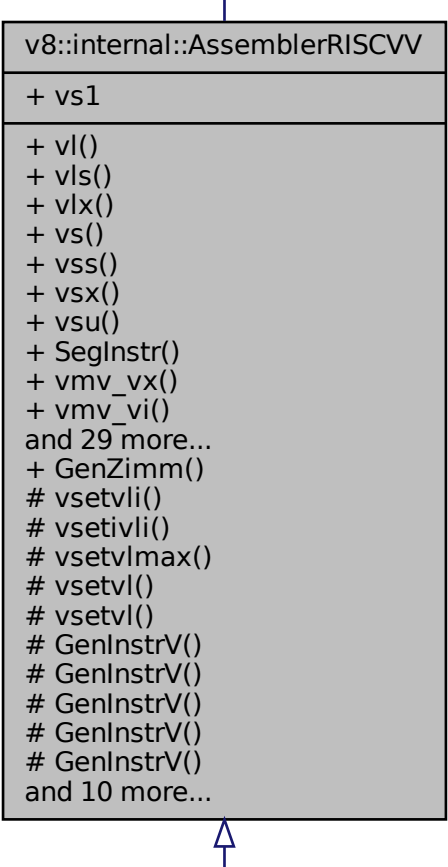 v8::internal::AssemblerRISCVV
+ vs1
+ vl()
+ vls()
+ vlx()
+ vs()
+ vss()
+ vsx()
+ vsu()
+ SegInstr()
+ vmv_vx()
+ vmv_vi()
and 29 more...
+ GenZimm()
# vsetvli()
# vsetivli()
# vsetvlmax()
# vsetvl()
# vsetvl()
# GenInstrV()
# GenInstrV()
# GenInstrV()
# GenInstrV()
# GenInstrV()
and 10 more...